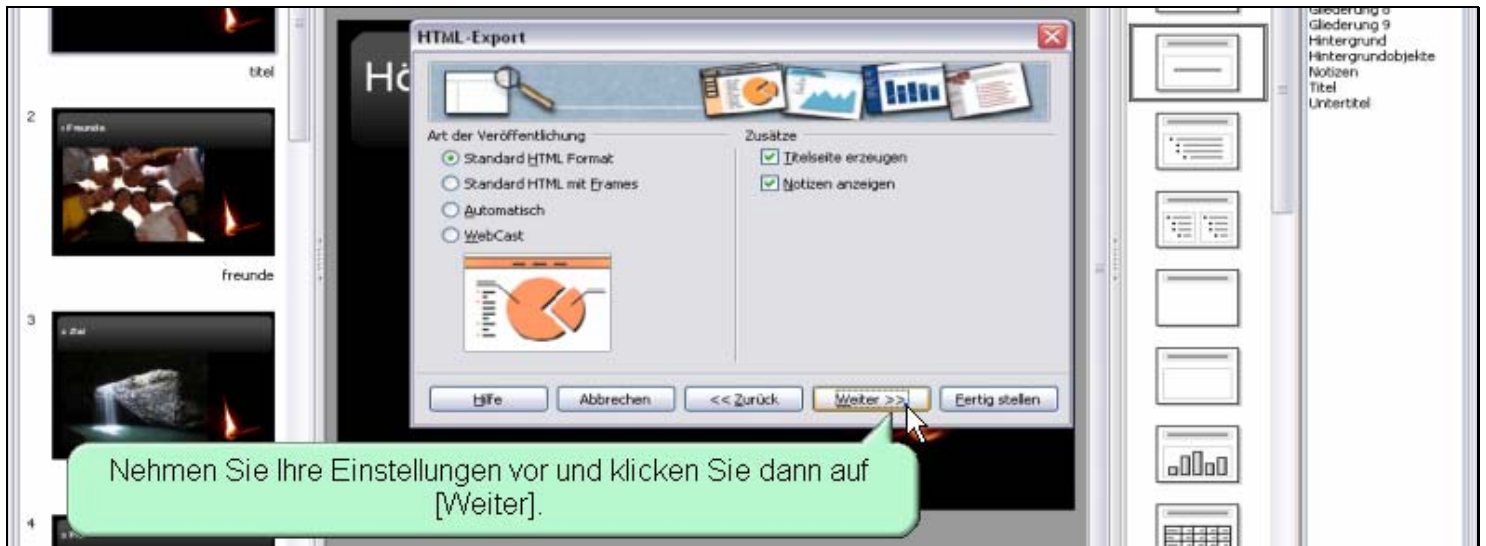 titel
2
Freunde
freunde
3
Ziel
4
Hö
HTML-Export
Art der Veröffentlichung
Standard HTML Format
Standard HTML mit Frames
Automatisch
WebCast
Zusätze
Titelseite erzeugen
Notizen anzeigen
Hilfe
Abbrechen
<< Zurück
Weiter >>
Fertig stellen
Nehmen Sie Ihre Einstellungen vor und klicken Sie dann auf
[Weiter].
Gliederung 8
Gliederung 9
Hintergrund
Hintergrundobjekte
Notizen
Titel
Untertitel